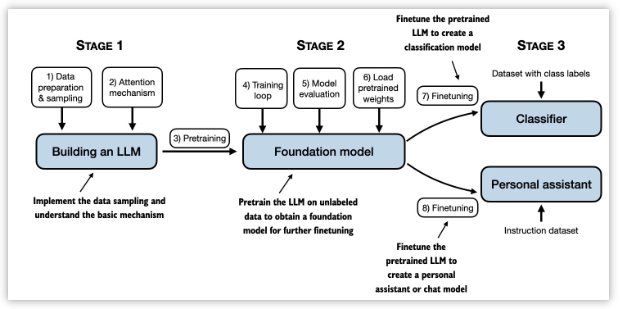 STAGE 1
1) Data
preparation
& sampling
2) Attention
mechanism
Building an LLM
Implement the data sampling and
understand the basic mechanism
3) Pretraining
STAGE 2
4) Training
loop
5) Model
evaluation
6) Load
pretrained
weights
Foundation model
Pretrain the LLM on unlabeled
data to obtain a foundation
model for further finetuning
Finetune the pretrained
LLM to create a
classification model
STAGE 3
7) Finetuning
Dataset with class labels
Classifier
Personal assistant
8) Finetuning
Instruction dataset
Finetune the
pretrained LLM to
create a personal
assistant or chat model